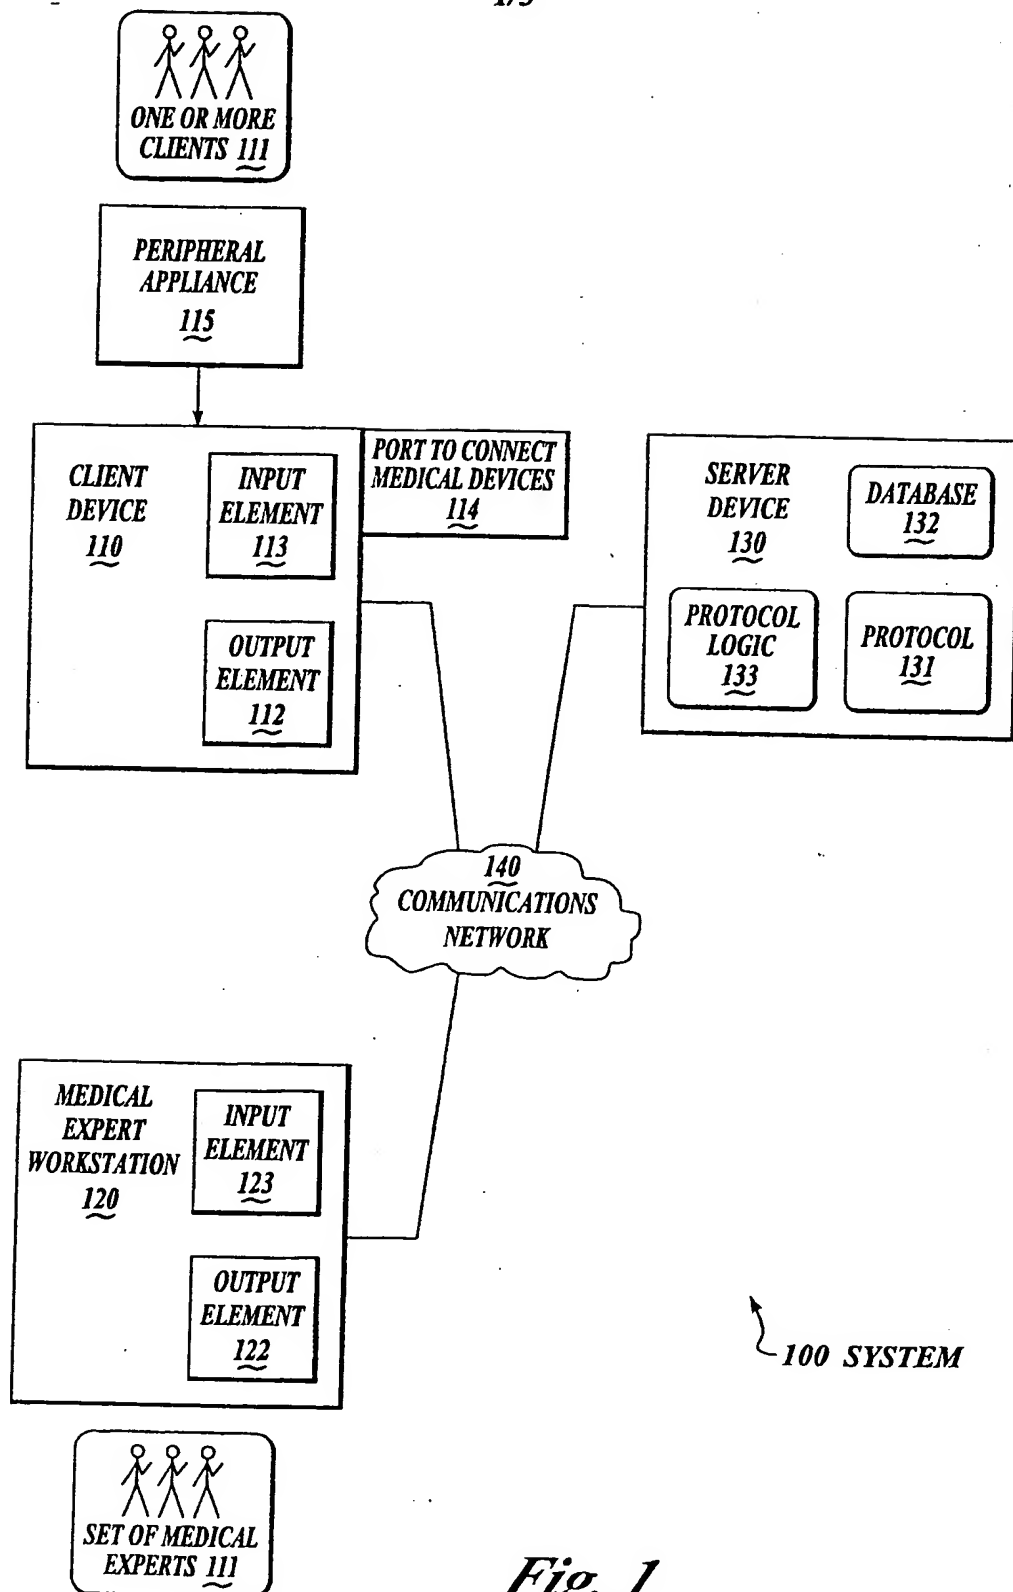 ONE OR MORE
CLIENTS 111
PERIPHERAL
APPLIANCE
115
CLIENT
DEVICE
110
INPUT
ELEMENT
113
OUTPUT
ELEMENT
112
PORT TO CONNECT
MEDICAL DEVICES
114
SERVER
DEVICE
130
DATABASE
132
PROTOCOL
LOGIC
133
PROTOCOL
131
140
COMMUNICATIONS
NETWORK
MEDICAL
EXPERT
WORKSTATION
120
INPUT
ELEMENT
123
OUTPUT
ELEMENT
122
100 SYSTEM
SET OF MEDICAL
EXPERTS 111
Fig. 1